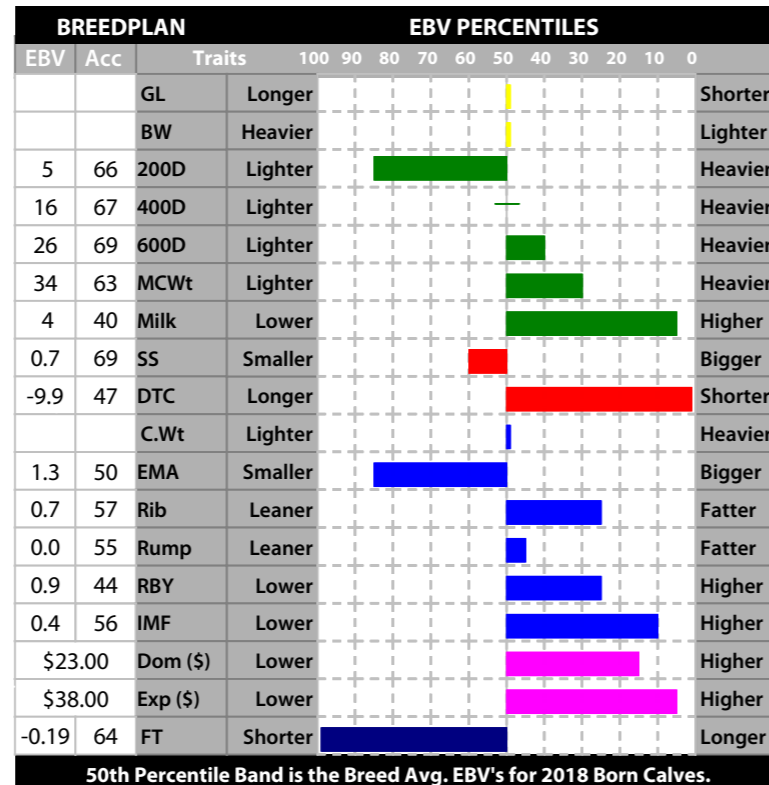 BREEDPLAN EBV PERCENTILES
EBV Acc Traits 100 90 80 70 60 50 40 30 20 10 0
GL Longer Shorter
BW Heavier Lighter
5 66 200D Lighter Heavier
16 67 400D Lighter Heavier
26 69 600D Lighter Heavier
34 63 MCWt Lighter Heavier
4 40 Milk Lower Higher
0.7 69 SS Smaller Bigger
-9.9 47 DTC Longer Shorter
C.Wt Lighter Heavier
1.3 50 EMA Smaller Bigger
0.7 57 Rib Leaner Fatter
0.0 55 Rump Leaner Fatter
0.9 44 RBY Lower Higher
0.4 56 IMF Lower Higher
$23.00 Dom ($) Lower Higher
$38.00 Exp ($) Lower Higher
-0.19 64 FT Shorter Longer
50th Percentile Band is the Breed Avg. EBV's for 2018 Born Calves.